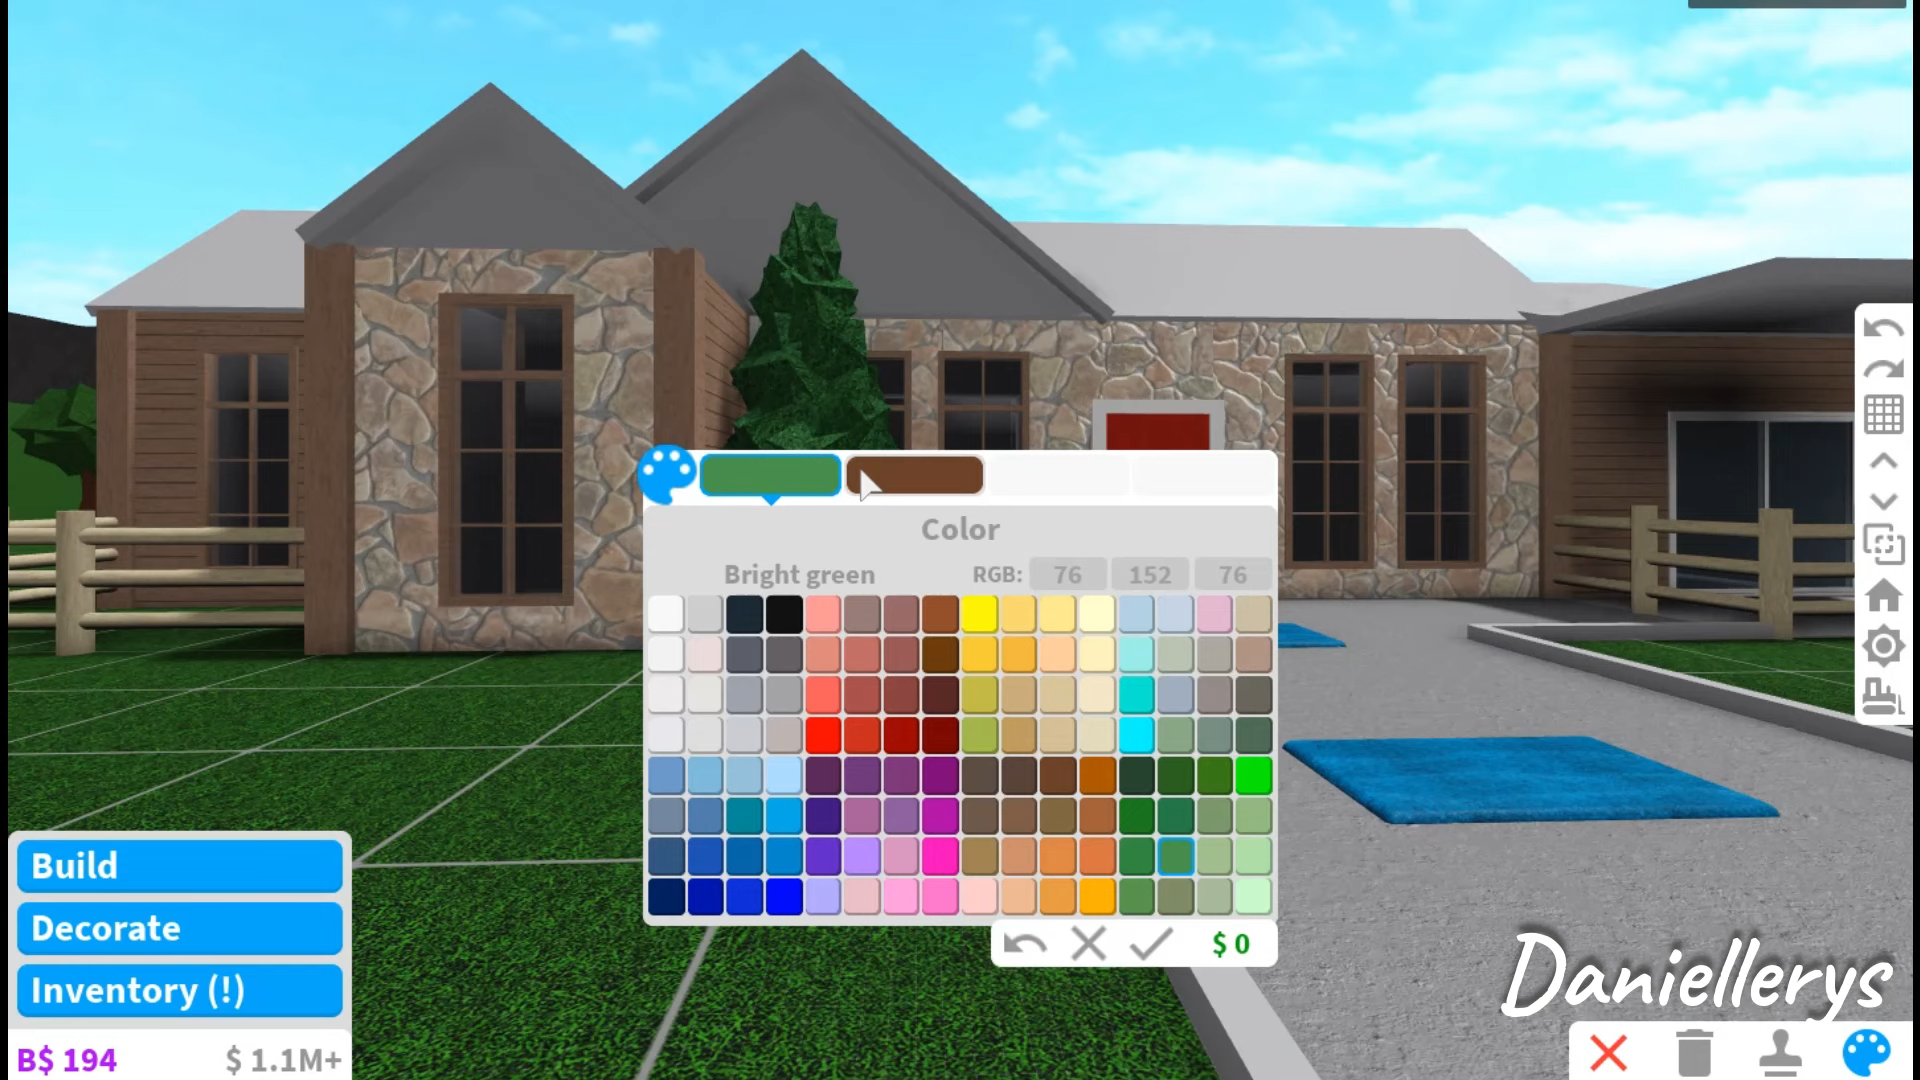 Color
Bright green RGB: 76 152 76
Build
Decorate
Inventory (!)
B$ 194 $ 1.1M+
$ 0
Daniellerys